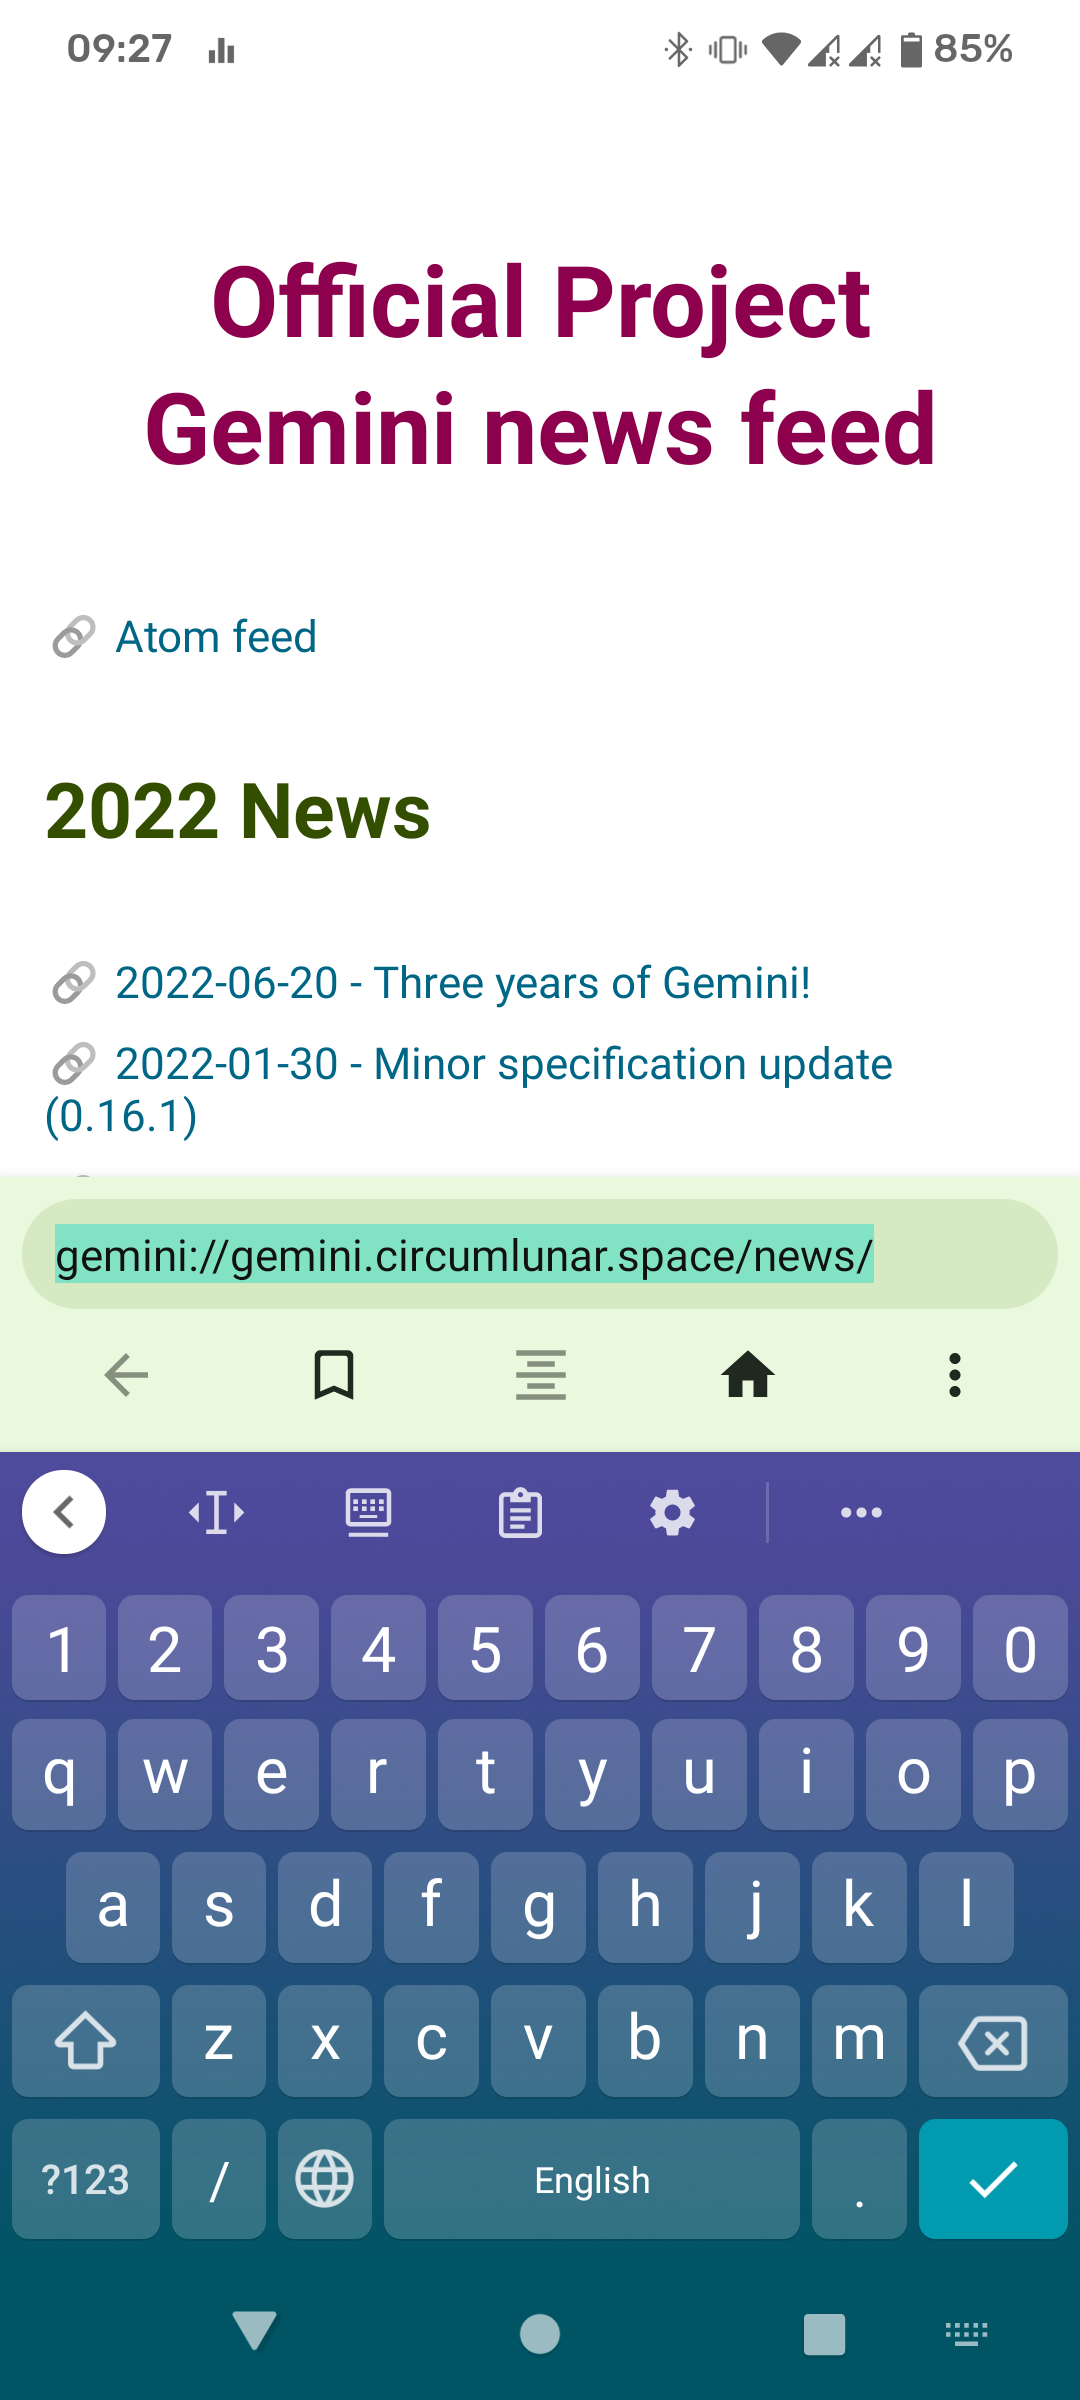 09:27
85%
Official Project
Gemini news feed
Atom feed
2022 News
2022-06-20 - Three years of Gemini!
2022-01-30 - Minor specification update
(0.16.1)
gemini://gemini.circumlunar.space/news/
1 2 3 4 5 6 7 8 9 0
q w e r t y u i o p
a s d f g h j k l
z x c v b n m
?123 / English .